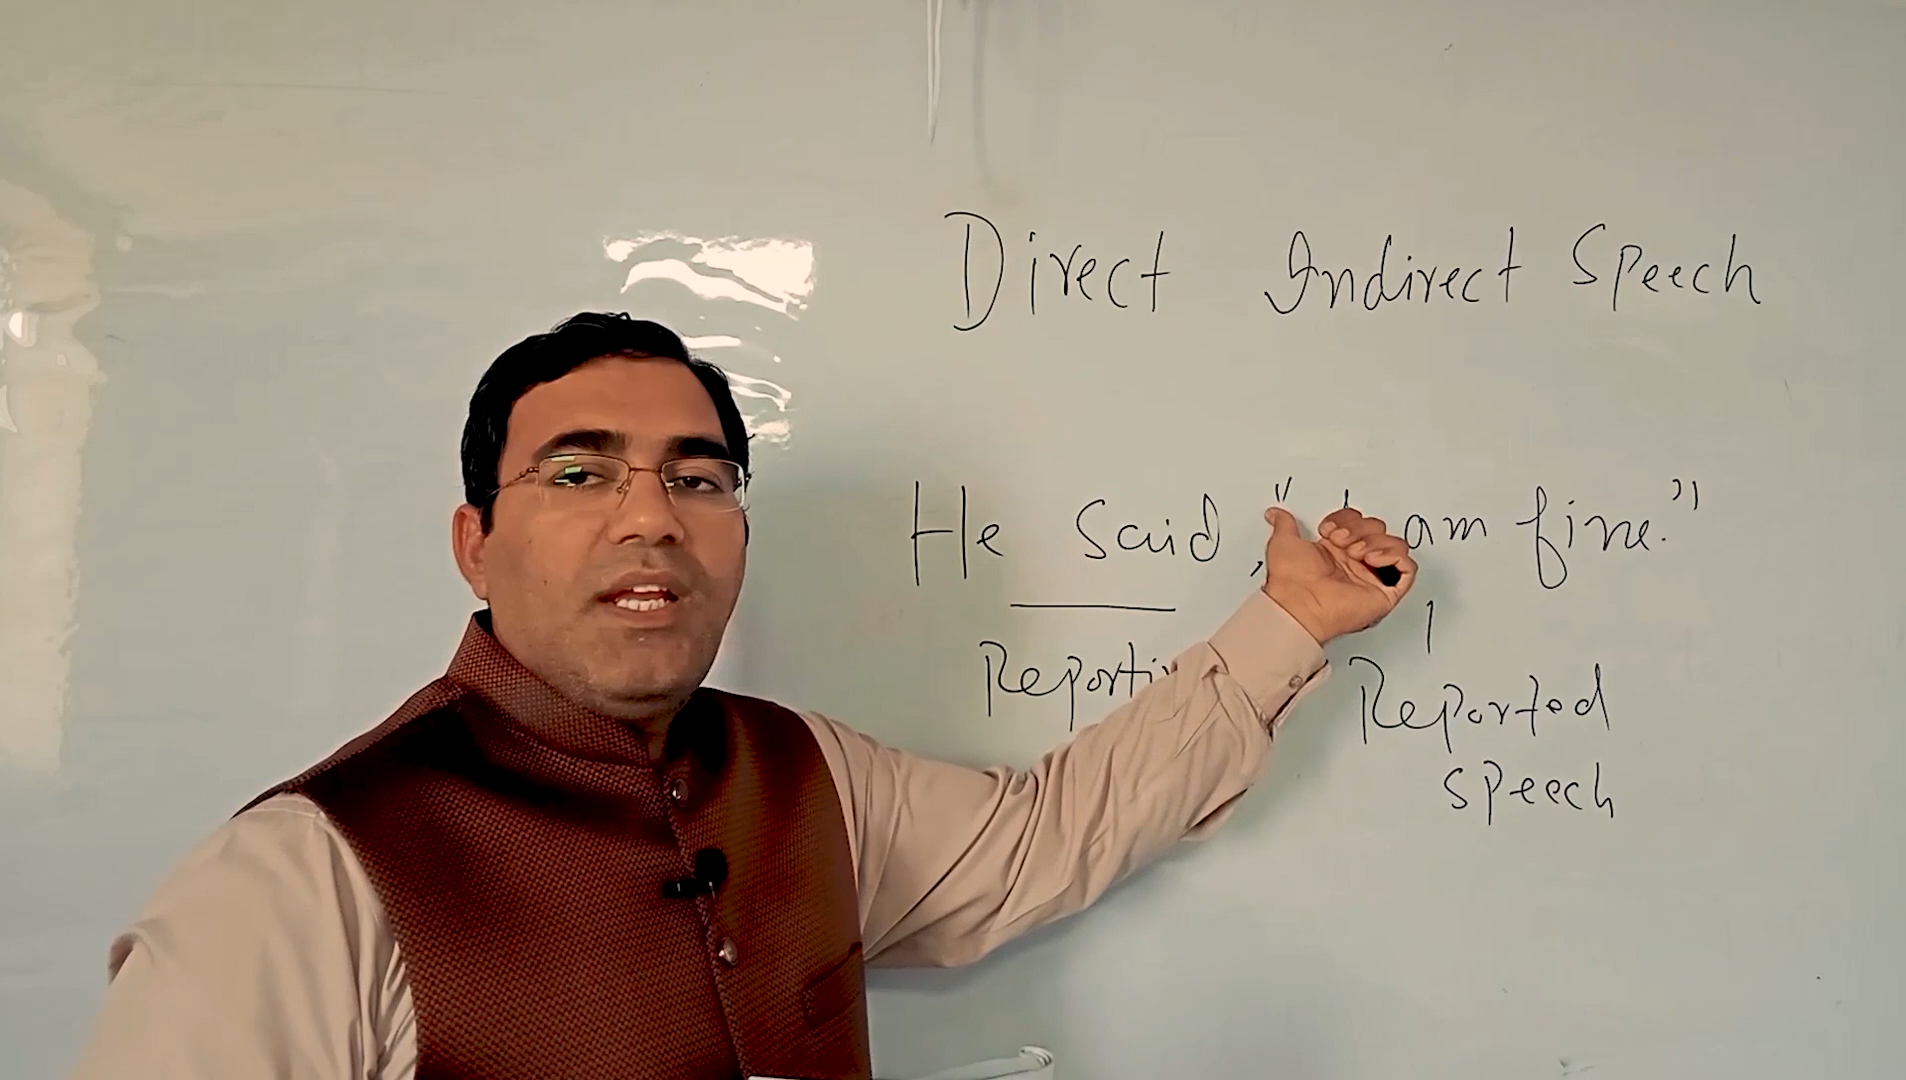 Direct Indirect Speech
He said, "I am fine."
Reporti
Reported
speech